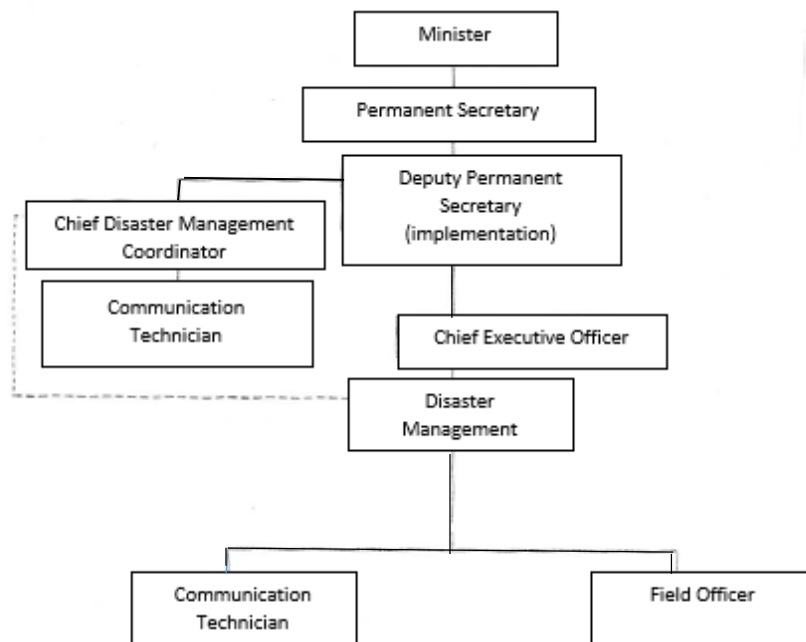 Minister
Permanent Secretary
Deputy Permanent
Secretary
(implementation)
Chief Disaster Management
Coordinator
Communication
Technician
Chief Executive Officer
Disaster
Management
Communication
Technician
Field Officer